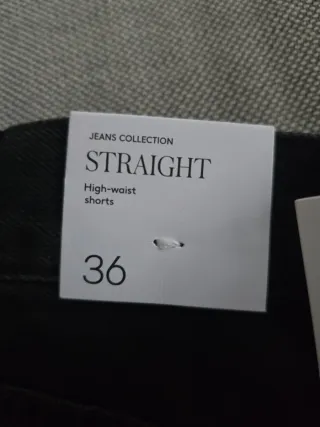 JEANS COLLECTION
STRAIGHT
High-waist
shorts
36